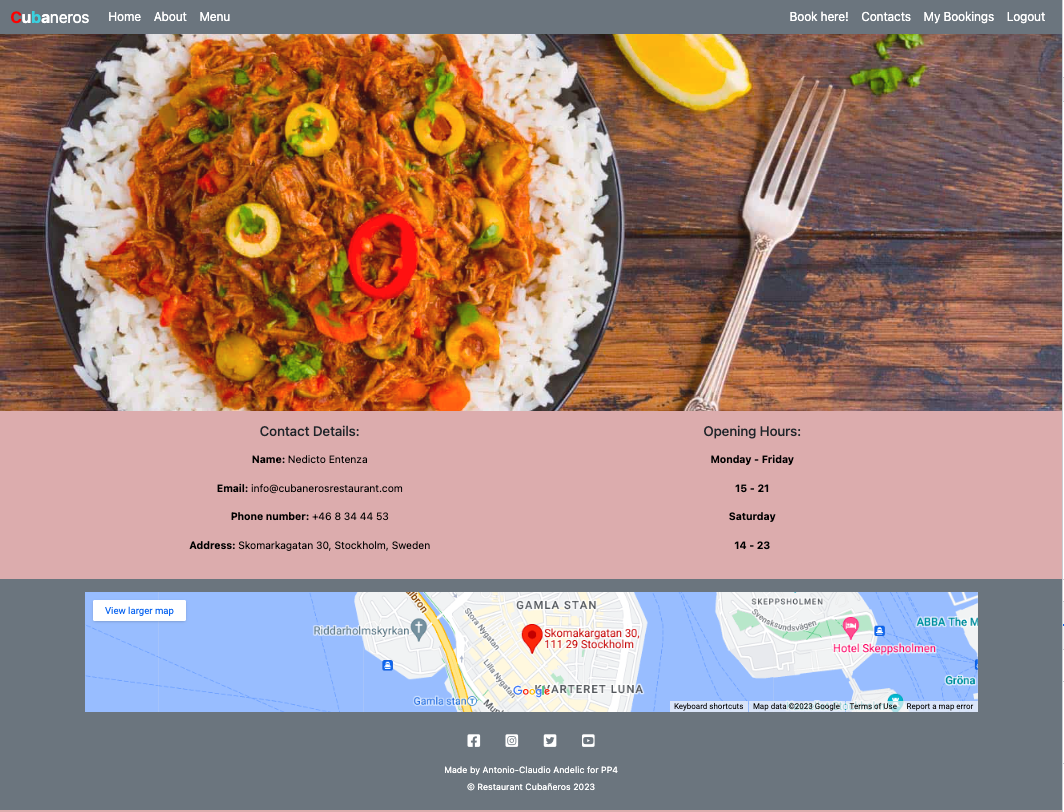 Cubaneros Home About Menu Book here! Contacts My Bookings Logout
Contact Details:
Name: Nedicto Entenza
Email: info@cubanerosrestaurant.com
Phone number: +46 8 34 44 53
Address: Skomarkagatan 30, Stockholm, Sweden
Opening Hours:
Monday - Friday
15 - 21
Saturday
14 - 23
View larger map
GAMLA STAN
SKEPPSHOLMEN
Svensksundsvägen
ABBA The M
Riddarholmskyrkan
Stora Nygatan
Skomakargatan 30,
111 29 Stockholm
Hotel Skeppsholmen
Lilla Nygatan
Gröna
Google
KVARTERET LUNA
Gamla stan
Keyboard shortcuts Map data ©2023 Google Terms of Use Report a map error
Made by Antonio-Claudio Andelic for PP4
© Restaurant Cubañeros 2023